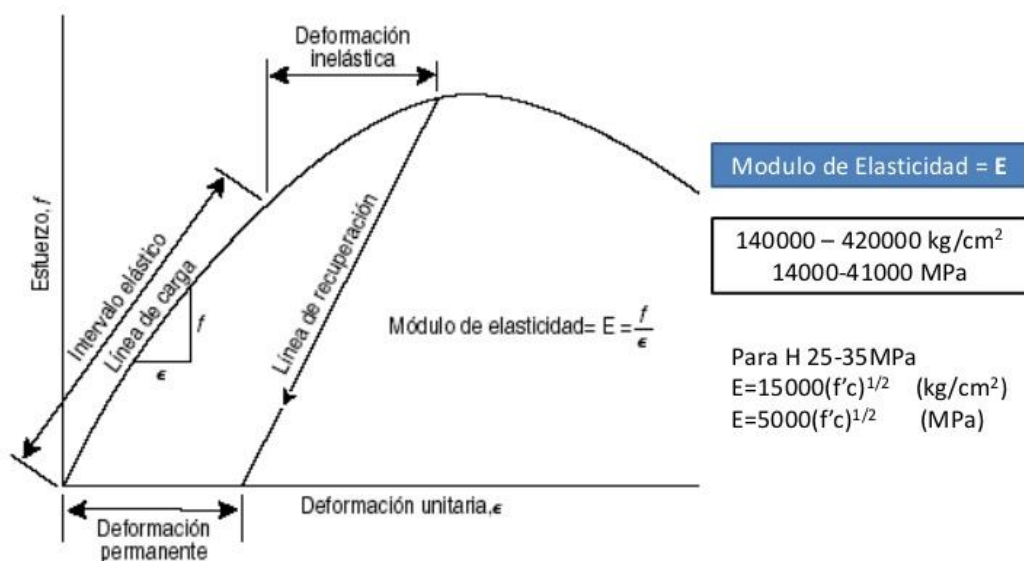 Deformación
inelástica
Esfuerzo, f
Intervalo elástico
Línea de carga
f
ϵ
Línea de recuperación
Módulo de elasticidad= E = f/ϵ
Deformación unitaria,ϵ
Deformación
permanente
Modulo de Elasticidad = E
140000 – 420000 kg/cm²
14000-41000 MPa
Para H 25-35MPa
E=15000(f'c)^1/2 (kg/cm²)
E=5000(f'c)^1/2 (MPa)